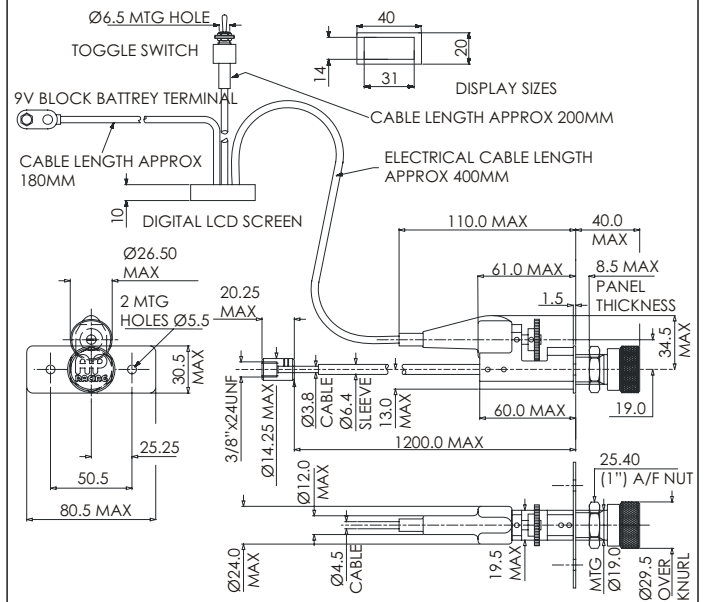 Ø6.5 MTG HOLE
TOGGLE SWITCH
40
20
14
31
DISPLAY SIZES
9V BLOCK BATTREY TERMINAL
CABLE LENGTH APPROX 200MM
CABLE LENGTH APPROX
180MM
ELECTRICAL CABLE LENGTH
APPROX 400MM
10
DIGITAL LCD SCREEN
110.0 MAX
40.0
MAX
Ø26.50
MAX
61.0 MAX
8.5 MAX
PANEL
THICKNESS
20.25
MAX
1.5
2 MTG
HOLES Ø5.5
34.5
MAX
30.5
MAX
AP
RACING
3/8"x24UNF
Ø14.25 MAX
Ø3.8
CABLE
Ø6.4
SLEEVE
13.0
MAX
60.0 MAX
19.0
1200.0 MAX
25.25
50.5
80.5 MAX
25.40
(1") A/F NUT
Ø12.0
MAX
Ø24.0
MAX
Ø4.5
CABLE
19.5
MAX
MTG
Ø19.0
Ø29.5
OVER
KNURL